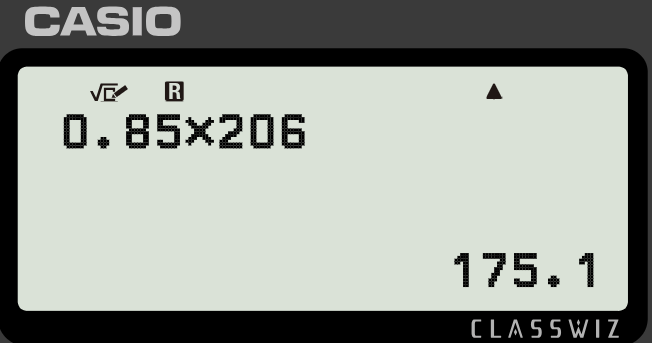 CASIO
√ R ▲
0.85×206
175.1
CLASSWIZ